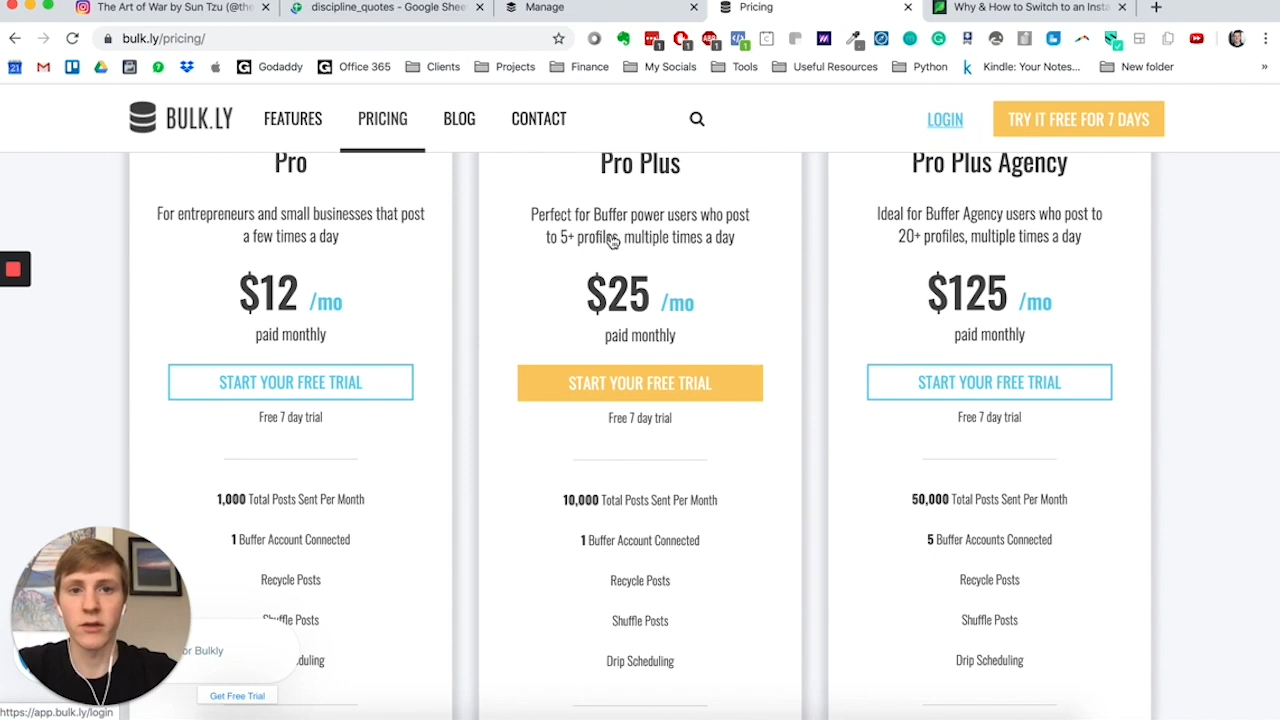 The Art of War by Sun Tzu (@the
discipline_quotes - Google Shee
Manage
Pricing
Why & How to Switch to an Insta
bulk.ly/pricing/
Godaddy
Office 365
Clients
Projects
Finance
My Socials
Tools
Useful Resources
Python
Kindle: Your Notes...
New folder
BULK.LY
FEATURES
PRICING
BLOG
CONTACT
LOGIN
TRY IT FREE FOR 7 DAYS
Pro
For entrepreneurs and small businesses that post
a few times a day
$12 /mo
paid monthly
START YOUR FREE TRIAL
Free 7 day trial
1,000 Total Posts Sent Per Month
1 Buffer Account Connected
Recycle Posts
Shuffle Posts
Pro Plus
Perfect for Buffer power users who post
to 5+ profiles, multiple times a day
$25 /mo
paid monthly
START YOUR FREE TRIAL
Free 7 day trial
10,000 Total Posts Sent Per Month
1 Buffer Account Connected
Recycle Posts
Shuffle Posts
Drip Scheduling
Pro Plus Agency
Ideal for Buffer Agency users who post to
20+ profiles, multiple times a day
$125 /mo
paid monthly
START YOUR FREE TRIAL
Free 7 day trial
50,000 Total Posts Sent Per Month
5 Buffer Accounts Connected
Recycle Posts
Shuffle Posts
Drip Scheduling
or Bulkly
Get Free Trial
https://app.bulk.ly/login